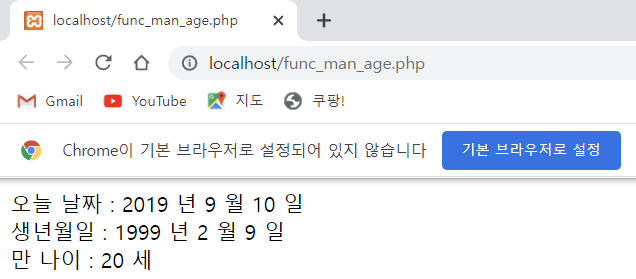 localhost/func_man_age.php
localhost/func_man_age.php
Gmail YouTube 지도 쿠팡!
Chrome이 기본 브라우저로 설정되어 있지 않습니다 기본 브라우저로 설정
오늘 날짜 : 2019 년 9 월 10 일
생년월일 : 1999 년 2 월 9 일
만 나이 : 20 세